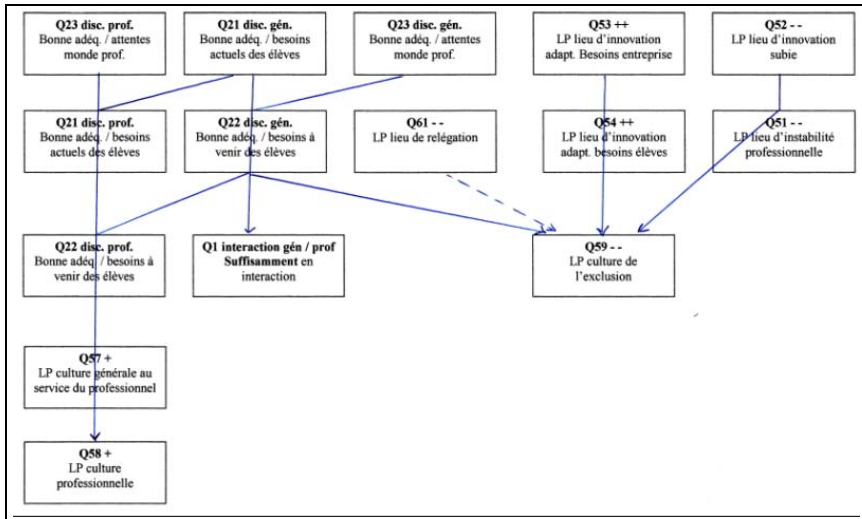 Q23 disc. prof.
Bonne adéq. / attentes
monde prof.
Q21 disc. gén.
Bonne adéq. / besoins
actuels des élèves
Q23 disc. gén.
Bonne adéq. / attentes
monde prof.
Q53 ++
LP lieu d'innovation
adapt. Besoins entreprise
Q52 - -
LP lieu d'innovation
subie
Q21 disc. prof.
Bonne adéq. / besoins
actuels des élèves
Q22 disc. gén.
Bonne adéq. / besoins à
venir des élèves
Q61 - -
LP lieu de relégation
Q54 ++
LP lieu d'innovation
adapt. besoins élèves
Q51 - -
LP lieu d'instabilité
professionnelle
Q22 disc. prof.
Bonne adéq. / besoins à
venir des élèves
Q1 interaction gén / prof
Suffisamment en
interaction
Q59 - -
LP culture de
l'exclusion
Q57 +
LP culture générale au
service du professionnel
Q58 +
LP culture
professionnelle